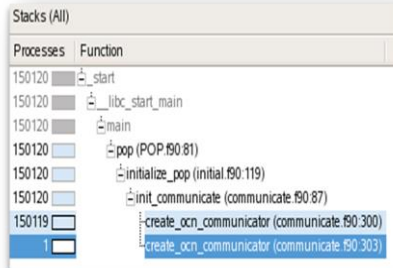 Stacks (All)
Processes Function
150120 _start
150120 __libc_start_main
150120 main
150120 pop (POP.f90:81)
150120 initialize_pop (initial.f90:119)
150120 init_communicate (communicate.f90:87)
150119 create_ocn_communicator (communicate.f90:300)
1 create_ocn_communicator (communicate.f90:303)